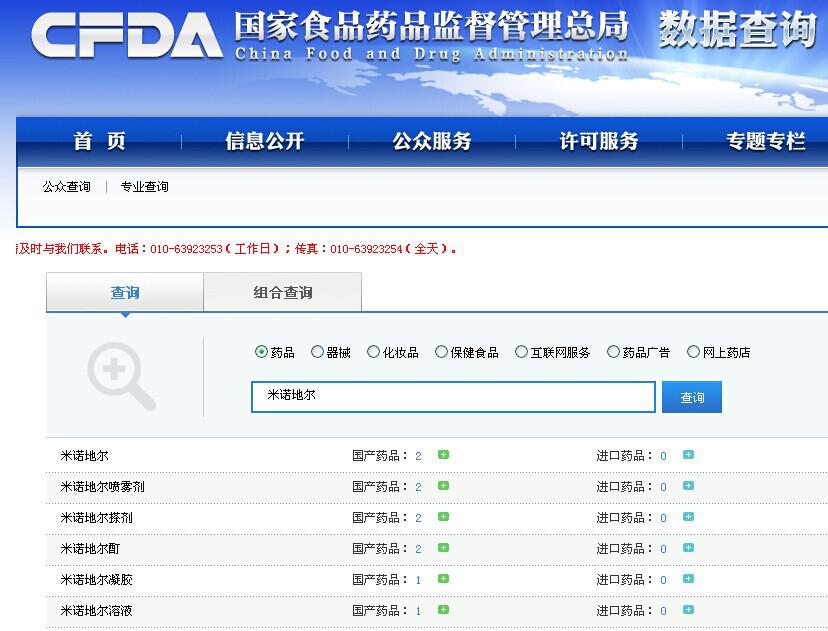 CFDA 国家食品药品监督管理总局 数据查询
China Food and Drug Administration
首 页 信息公开 公众服务 许可服务 专题专栏
公众查询 专业查询
及时与我们联系。电话：010-63923253（工作日）；传真：010-63923254（全天）。
查询 组合查询
药品 器械 化妆品 保健食品 互联网服务 药品广告 网上药店
米诺地尔 查询
米诺地尔 国产药品： 2 进口药品： 0
米诺地尔喷雾剂 国产药品： 2 进口药品： 0
米诺地尔搽剂 国产药品： 2 进口药品： 0
米诺地尔酊 国产药品： 2 进口药品： 0
米诺地尔凝胶 国产药品： 1 进口药品： 0
米诺地尔溶液 国产药品： 1 进口药品： 0